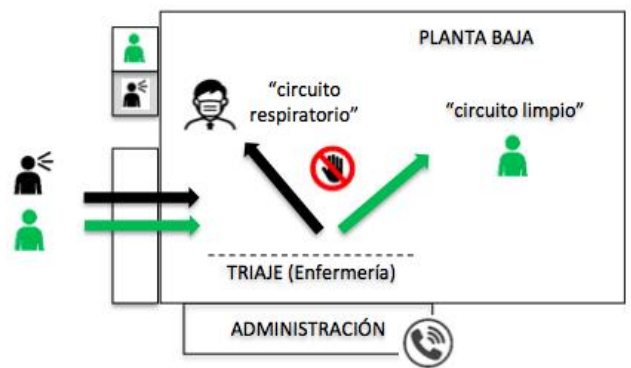 PLANTA BAJA
“circuito
respiratorio”
“circuito limpio”
TRIAJE (Enfermería)
ADMINISTRACIÓN